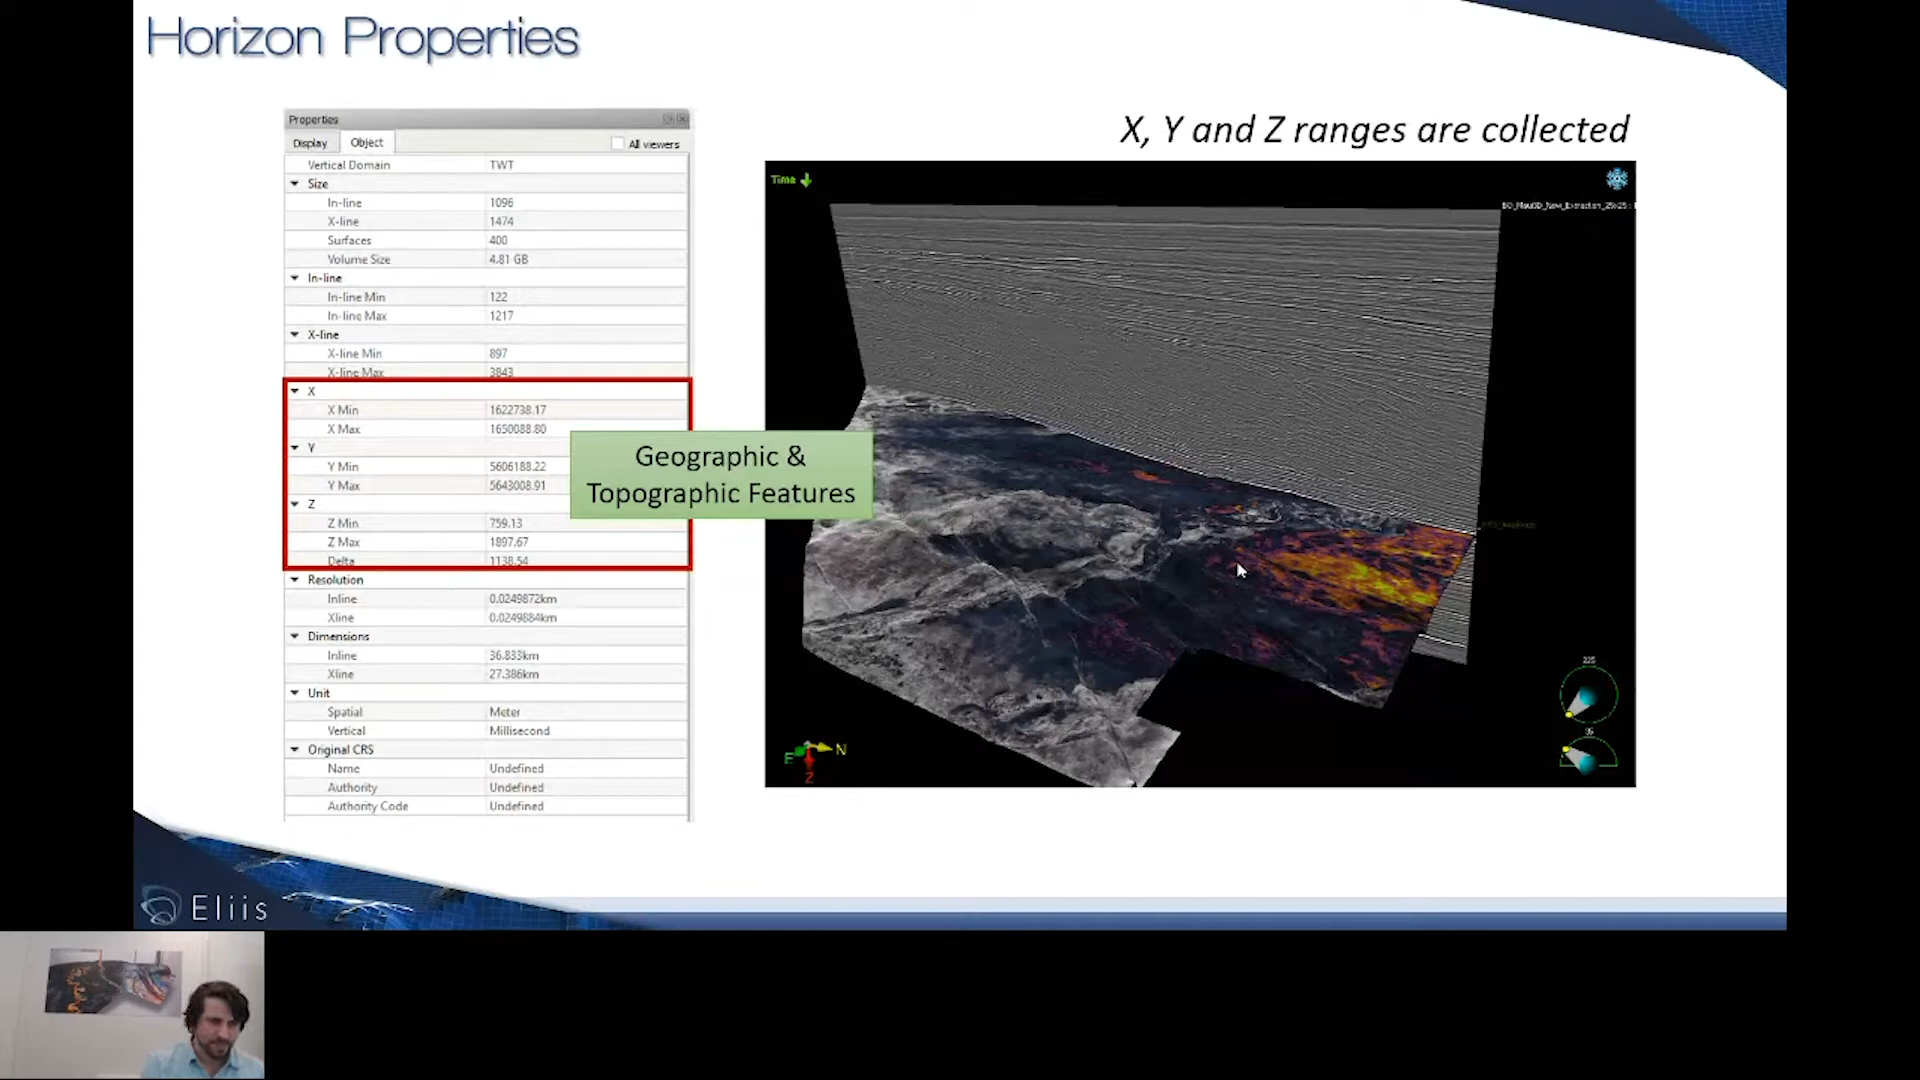 Horizon Properties
Properties
Display Object All viewers
Vertical Domain TWT
Size
In-line 1096
X-line 1474
Surfaces 400
Volume Size 4.81 GB
In-line
In-line Min 122
In-line Max 1217
X-line
X-line Min 897
X-line Max 3843
X
X Min 1622738.17
X Max 1650088.80
Y
Y Min 5606188.22
Y Max 5643008.91
Z
Z Min 759.13
Z Max 1897.67
Delta 1138.54
Resolution
Inline 0.0249872km
Xline 0.0249884km
Dimensions
Inline 36.833km
Xline 27.386km
Unit
Spatial Meter
Vertical Millisecond
Original CRS
Name Undefined
Authority Undefined
Authority Code Undefined
Geographic &
Topographic Features
X, Y and Z ranges are collected
Time
225
E N
Z
Eliis